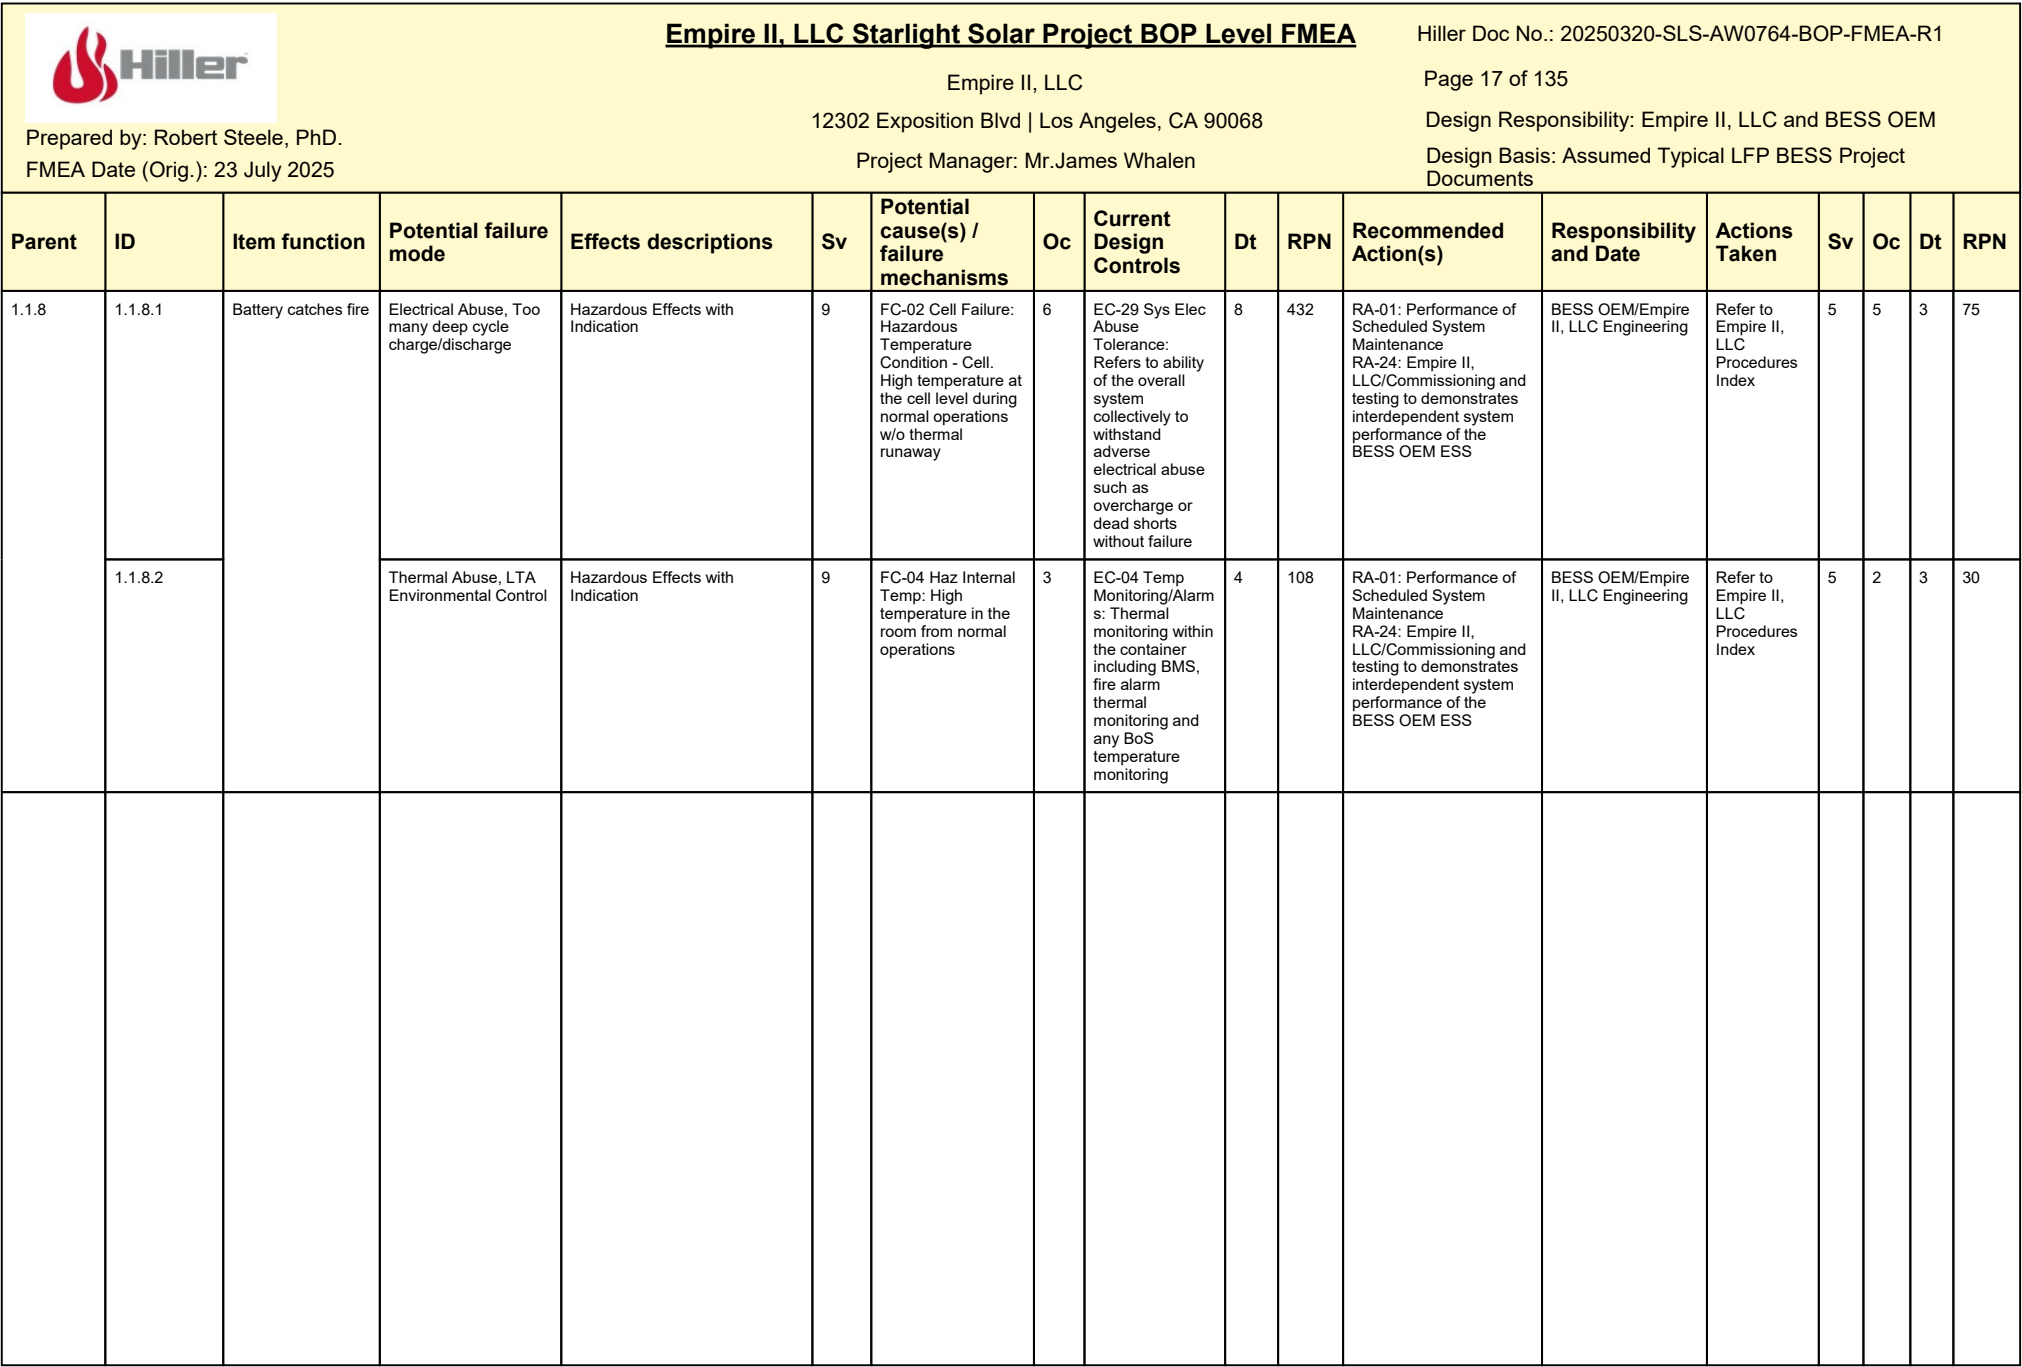 Hiller
Prepared by: Robert Steele, PhD.
FMEA Date (Orig.): 23 July 2025
Empire II, LLC Starlight Solar Project BOP Level FMEA
Empire II, LLC
12302 Exposition Blvd | Los Angeles, CA 90068
Project Manager: Mr.James Whalen
Hiller Doc No.: 20250320-SLS-AW0764-BOP-FMEA-R1
Page 17 of 135
Design Responsibility: Empire II, LLC and BESS OEM
Design Basis: Assumed Typical LFP BESS Project
Documents
Parent
ID
Item function
Potential failure
mode
Effects descriptions
Sv
Potential
cause(s) /
failure
mechanisms
Oc
Current
Design
Controls
Dt
RPN
Recommended
Action(s)
Responsibility
and Date
Actions
Taken
Sv
Oc
Dt
RPN
1.1.8
1.1.8.1
Battery catches fire
Electrical Abuse, Too
many deep cycle
charge/discharge
Hazardous Effects with
Indication
9
FC-02 Cell Failure:
Hazardous
Temperature
Condition - Cell.
High temperature at
the cell level during
normal operations
w/o thermal
runaway
6
EC-29 Sys Elec
Abuse
Tolerance:
Refers to ability
of the overall
system
collectively to
withstand
adverse
electrical abuse
such as
overcharge or
dead shorts
without failure
8
432
RA-01: Performance of
Scheduled System
Maintenance
RA-24: Empire II,
LLC/Commissioning and
testing to demonstrates
interdependent system
performance of the
BESS OEM ESS
BESS OEM/Empire
II, LLC Engineering
Refer to
Empire II,
LLC
Procedures
Index
5
5
3
75
1.1.8.2
Thermal Abuse, LTA
Environmental Control
Hazardous Effects with
Indication
9
FC-04 Haz Internal
Temp: High
temperature in the
room from normal
operations
3
EC-04 Temp
Monitoring/Alarm
s: Thermal
monitoring within
the container
including BMS,
fire alarm
thermal
monitoring and
any BoS
temperature
monitoring
4
108
RA-01: Performance of
Scheduled System
Maintenance
RA-24: Empire II,
LLC/Commissioning and
testing to demonstrates
interdependent system
performance of the
BESS OEM ESS
BESS OEM/Empire
II, LLC Engineering
Refer to
Empire II,
LLC
Procedures
Index
5
2
3
30